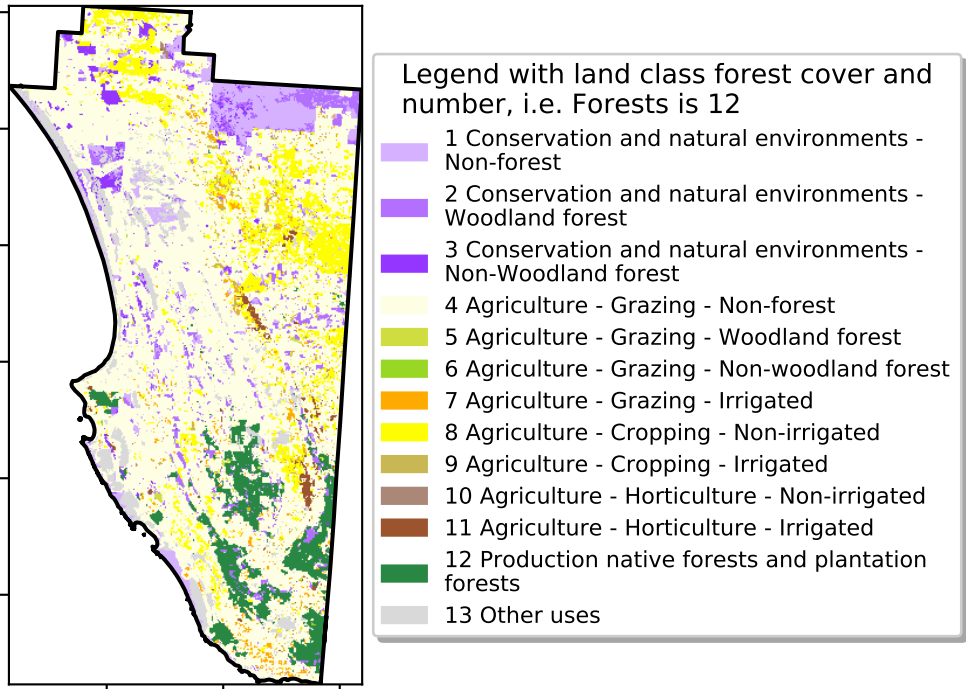 Legend with land class forest cover and
number, i.e. Forests is 12
1 Conservation and natural environments -
Non-forest
2 Conservation and natural environments -
Woodland forest
3 Conservation and natural environments -
Non-Woodland forest
4 Agriculture - Grazing - Non-forest
5 Agriculture - Grazing - Woodland forest
6 Agriculture - Grazing - Non-woodland forest
7 Agriculture - Grazing - Irrigated
8 Agriculture - Cropping - Non-irrigated
9 Agriculture - Cropping - Irrigated
10 Agriculture - Horticulture - Non-irrigated
11 Agriculture - Horticulture - Irrigated
12 Production native forests and plantation
forests
13 Other uses